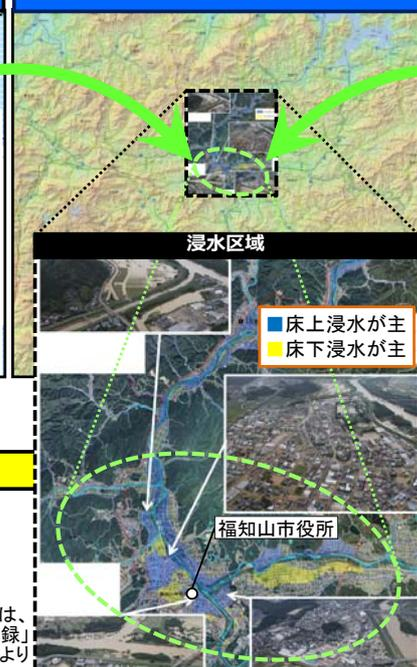 浸水区域
床上浸水が主
床下浸水が主
福知山市役所
は、
録」
より